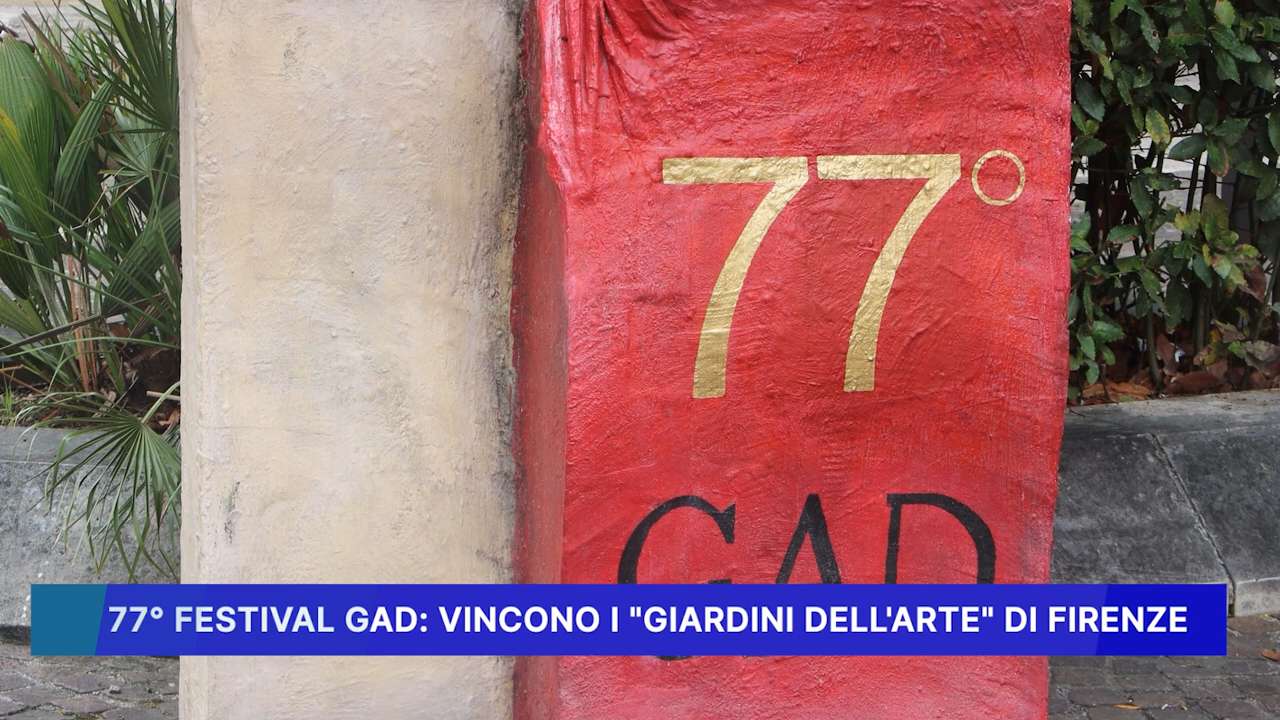 77°
GAD
77° FESTIVAL GAD: VINCONO I "GIARDINI DELL'ARTE" DI FIRENZE